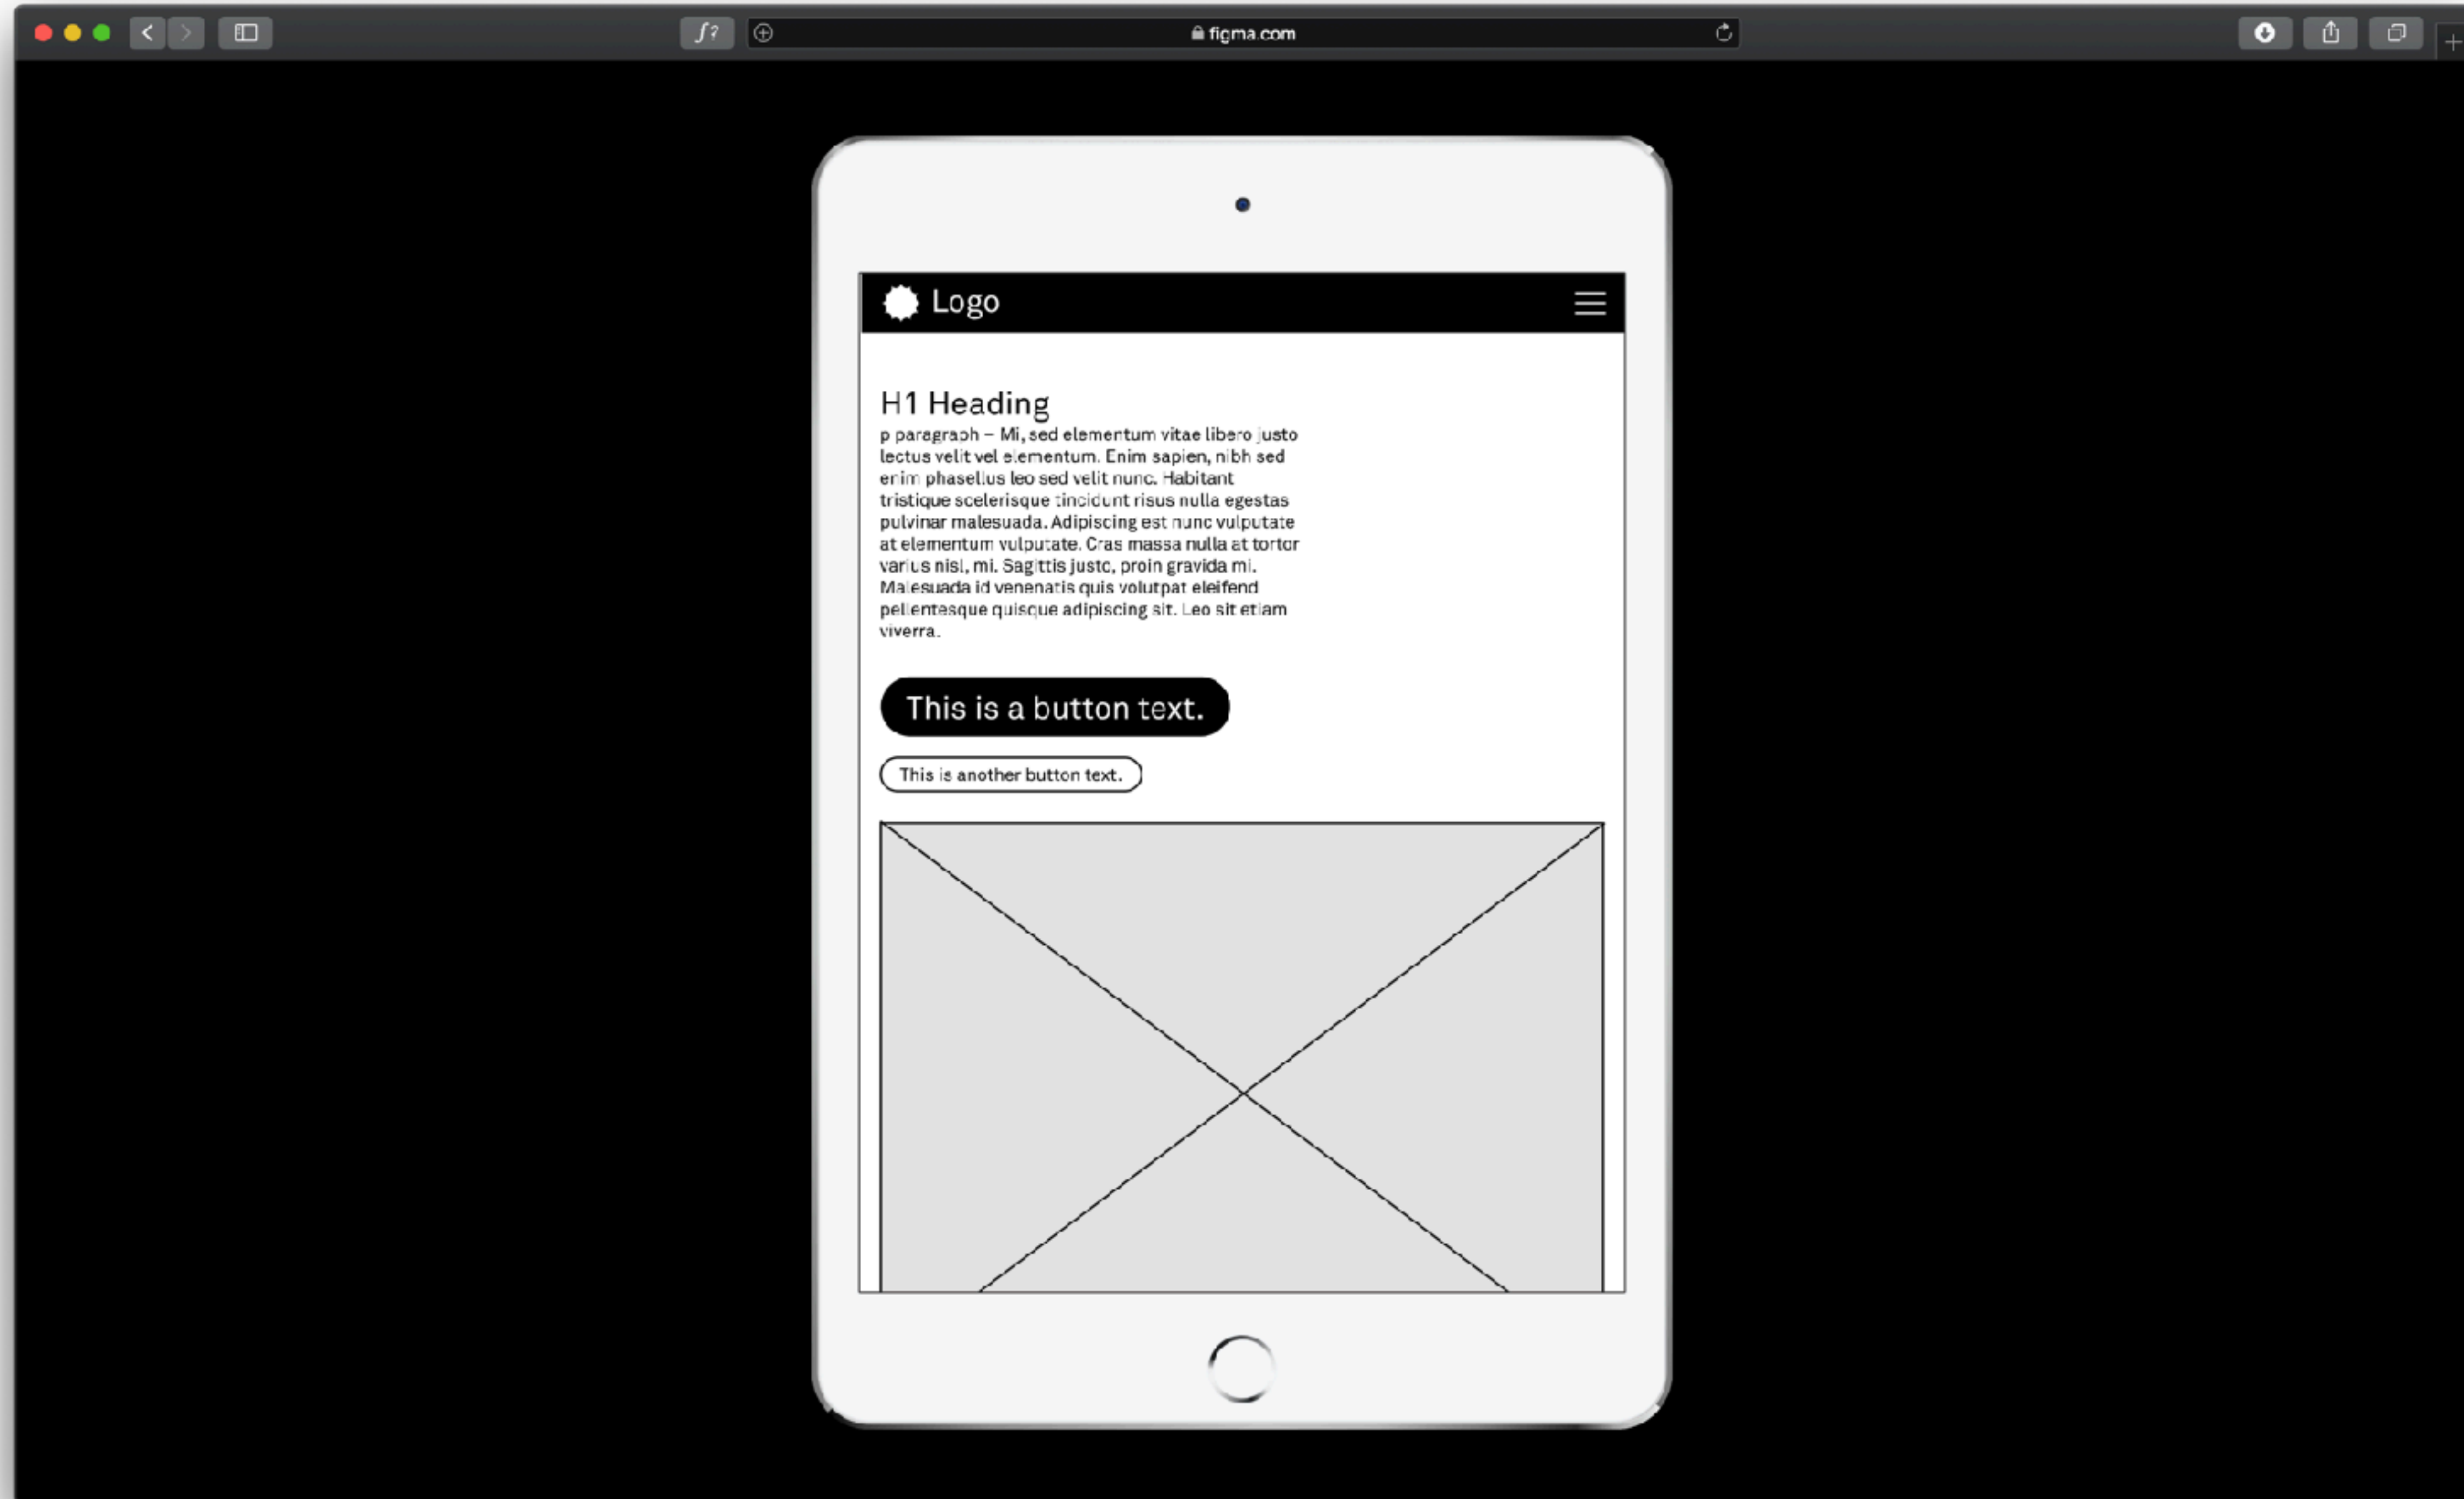 figma.com
Logo
H1 Heading
p paragraph – Mi, sed elementum vitae libero justo
lectus velit vel elementum. Enim sapien, nibh sed
enim phasellus leo sed velit nunc. Habitant
tristique scelerisque tincidunt risus nulla egestas
pulvinar malesuada. Adipiscing est nunc vulputate
at elementum vulputate. Cras massa nulla at tortor
varius nisl, mi. Sagittis justo, proin gravida mi.
Malesuada id venenatis quis volutpat eleifend
pellentesque quisque adipiscing sit. Leo sit etiam
viverra.
This is a button text.
This is another button text.